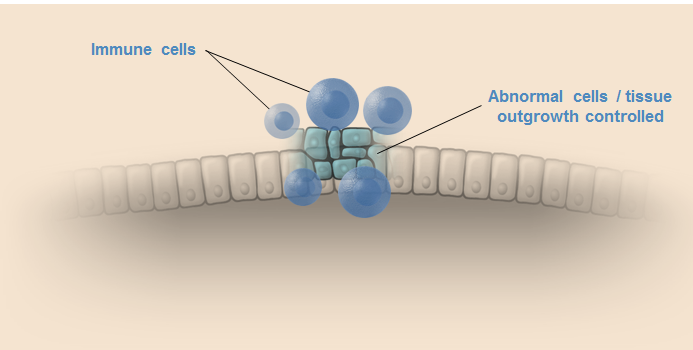 Immune cells
Abnormal cells / tissue
outgrowth controlled